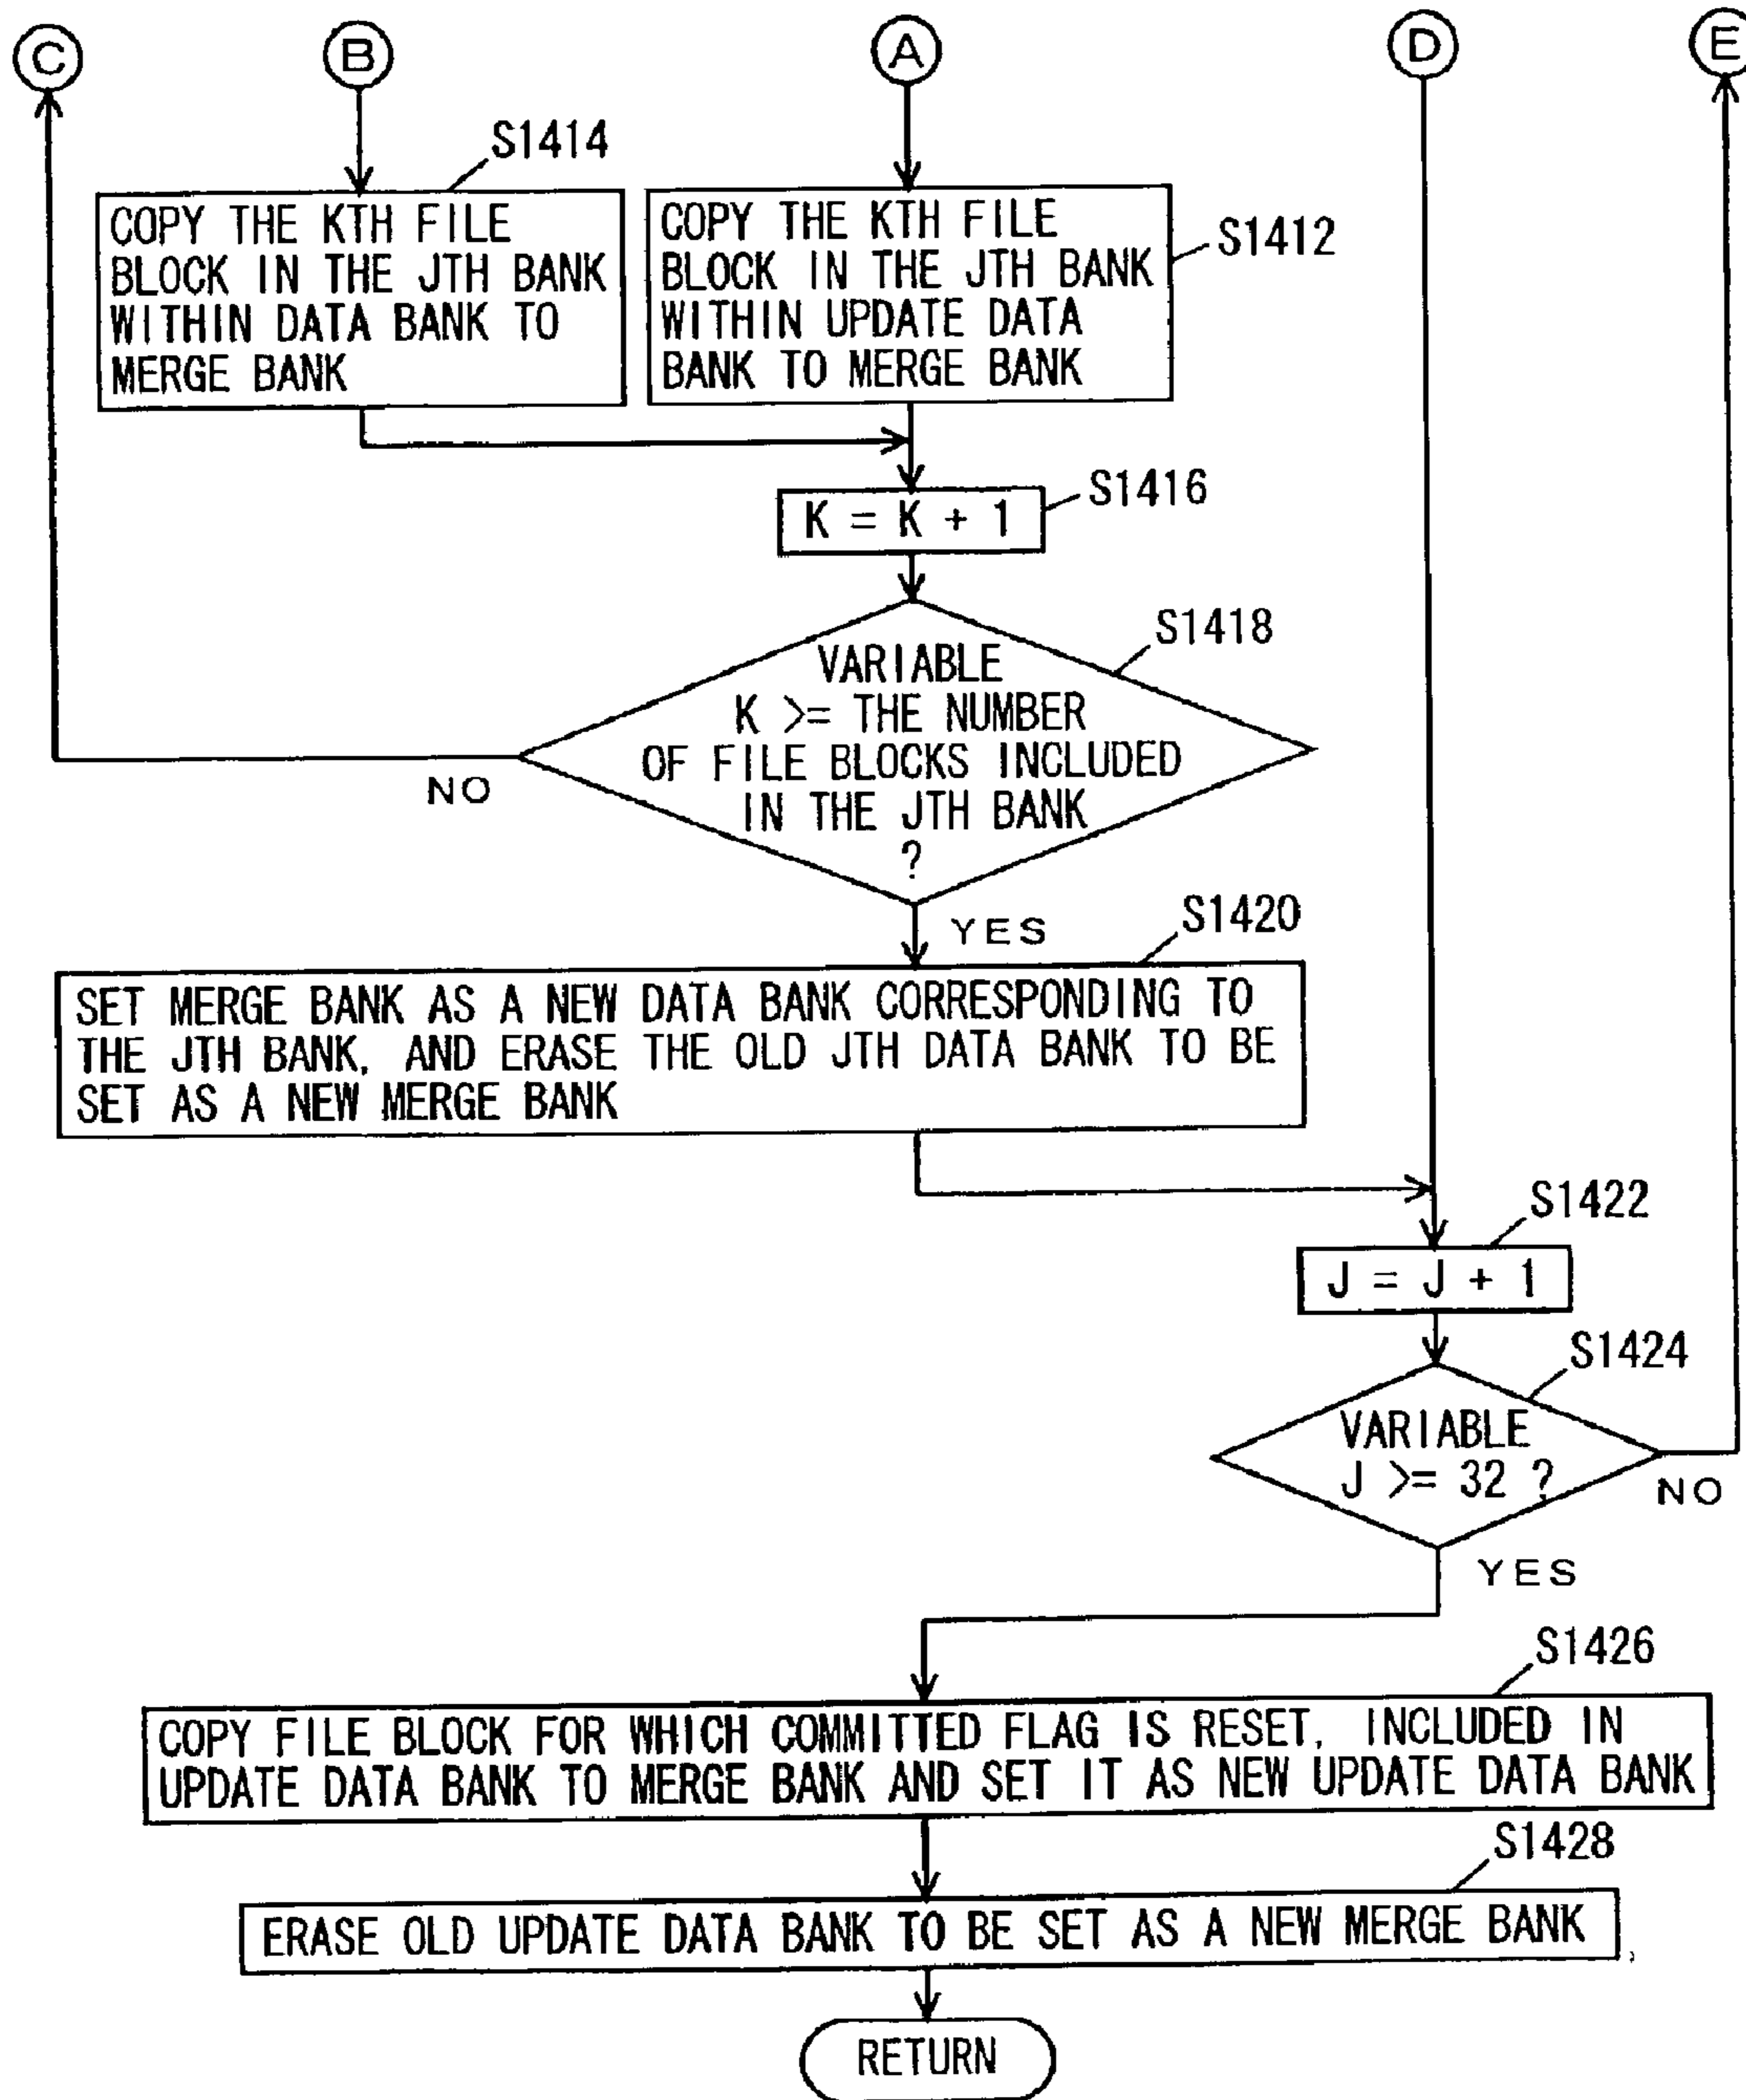 C
B
A
D
E
S1414
COPY THE KTH FILE
BLOCK IN THE JTH BANK
WITHIN DATA BANK TO
MERGE BANK
S1412
COPY THE KTH FILE
BLOCK IN THE JTH BANK
WITHIN UPDATE DATA
BANK TO MERGE BANK
S1416
K = K + 1
S1418
VARIABLE
K >= THE NUMBER
OF FILE BLOCKS INCLUDED
IN THE JTH BANK
?
NO
YES
S1420
SET MERGE BANK AS A NEW DATA BANK CORRESPONDING TO
THE JTH BANK, AND ERASE THE OLD JTH DATA BANK TO BE
SET AS A NEW MERGE BANK
S1422
J = J + 1
S1424
VARIABLE
J >= 32 ?
NO
YES
S1426
COPY FILE BLOCK FOR WHICH COMMITTED FLAG IS RESET, INCLUDED IN
UPDATE DATA BANK TO MERGE BANK AND SET IT AS NEW UPDATE DATA BANK
S1428
ERASE OLD UPDATE DATA BANK TO BE SET AS A NEW MERGE BANK
RETURN